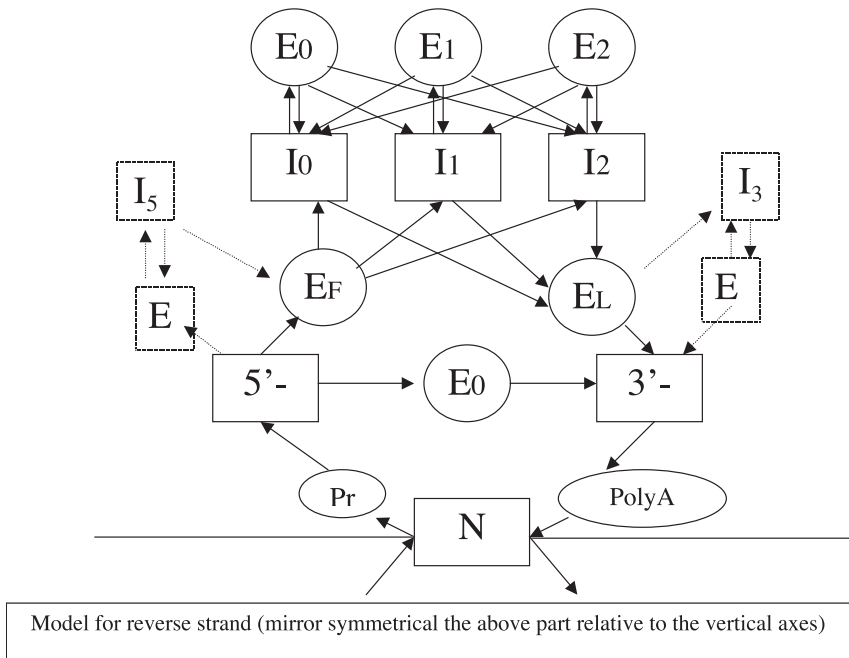 E0 E1 E2
I0 I1 I2
I5 I3
EF EL
E E
5'- E0 3'-
Pr PolyA
N
Model for reverse strand (mirror symmetrical the above part relative to the vertical axes)